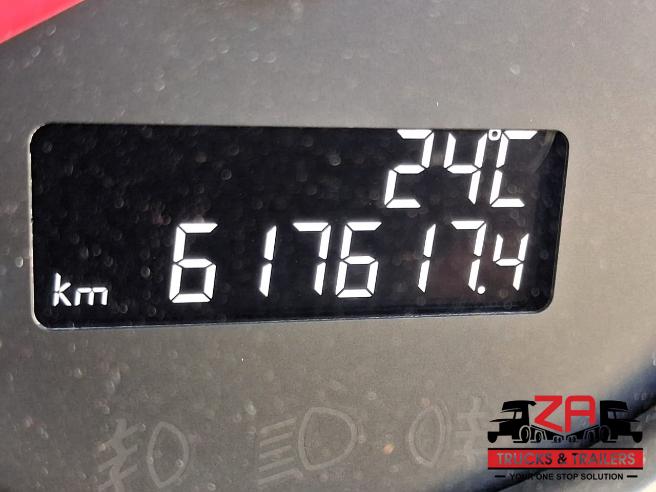 24°C
617617.4
km
ZA
TRUCKS & TRAILERS
YOUR ONE STOP SOLUTION